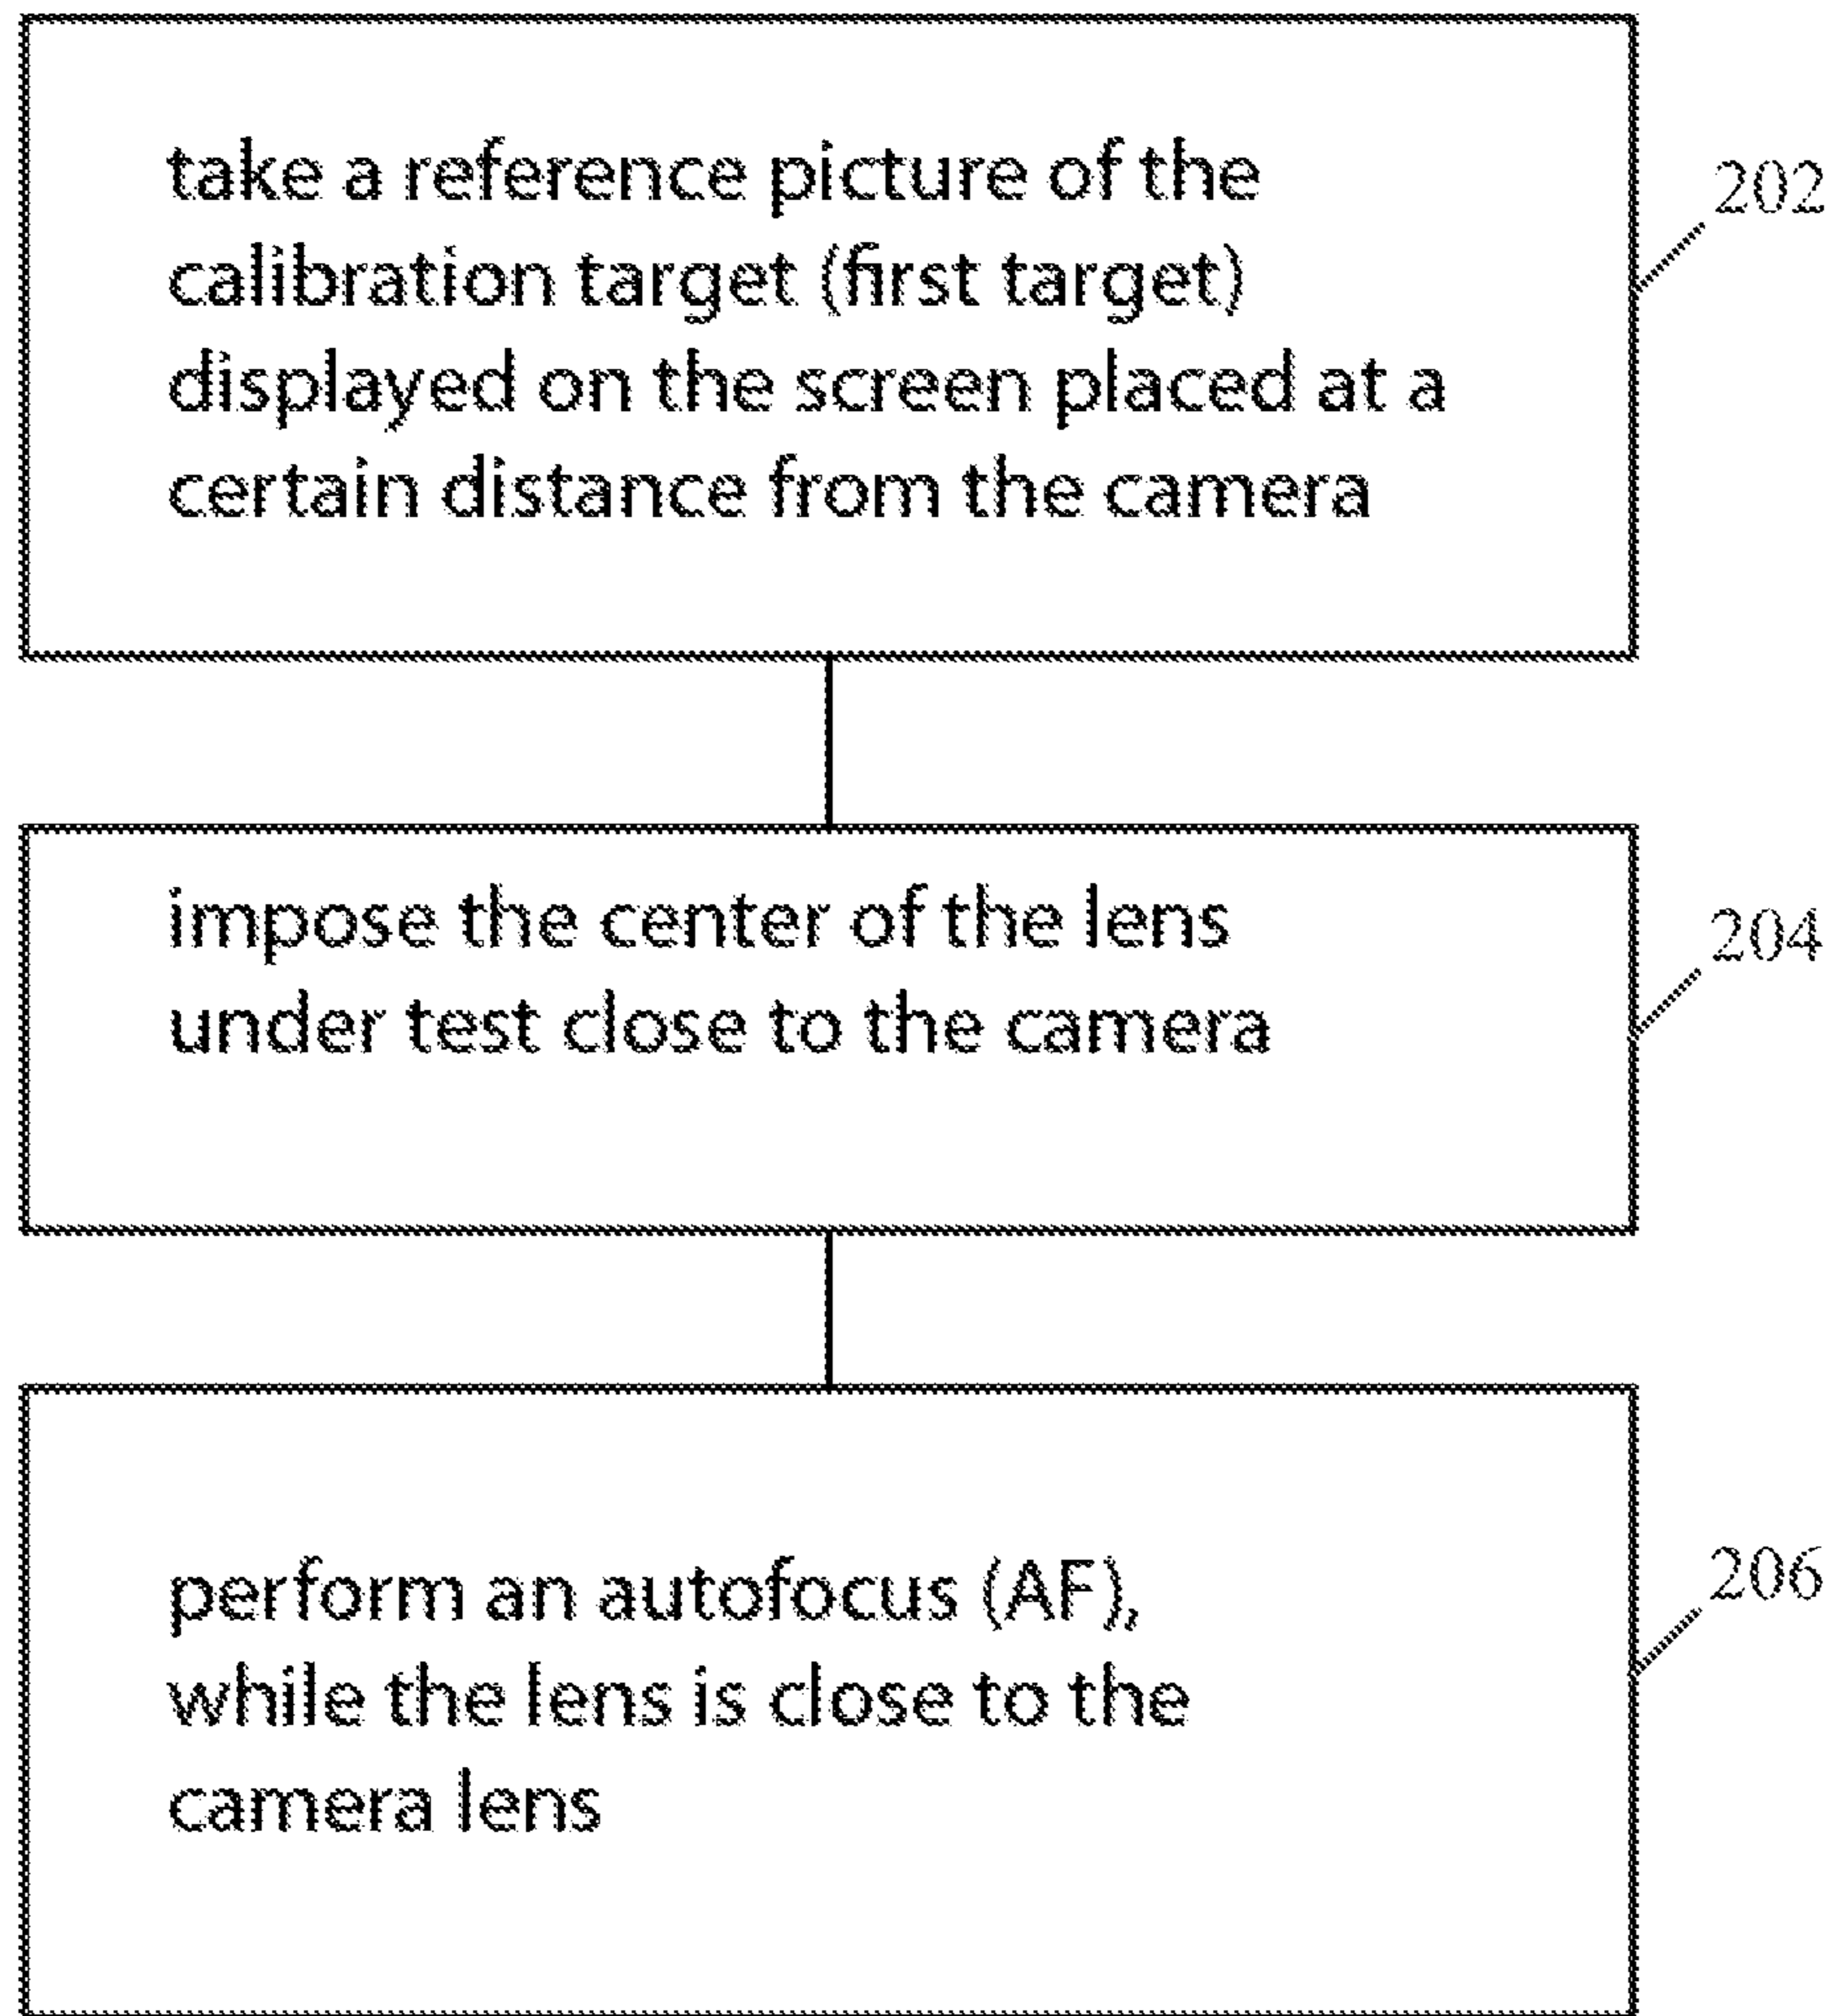 take a reference picture of the
calibration target (first target)
displayed on the screen placed at a
certain distance from the camera
202
impose the center of the lens
under test close to the camera
204
perform an autofocus (AF),
while the lens is close to the
camera lens
206